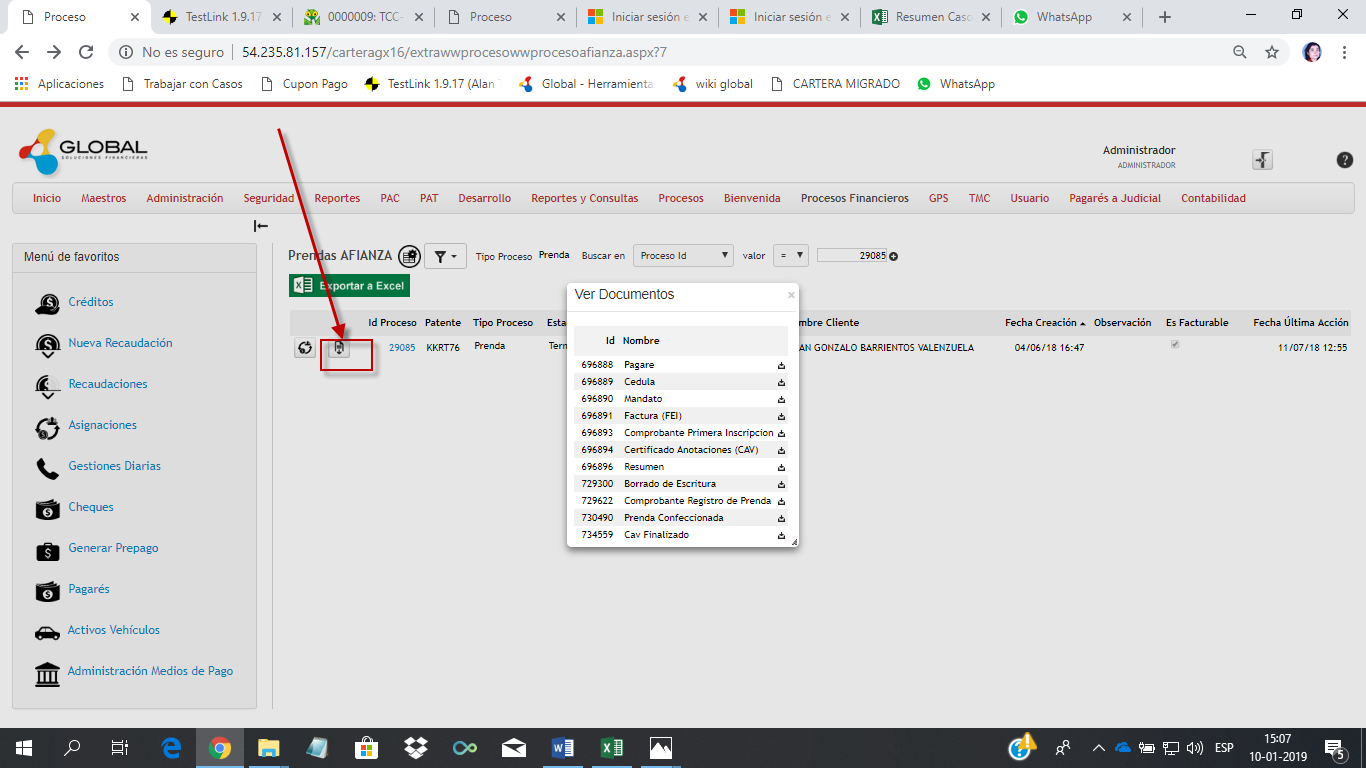 Proceso
TestLink 1.9.17
0000009: TCC-
Proceso
Iniciar sesión e
Iniciar sesión e
Resumen Caso
WhatsApp
No es seguro | 54.235.81.157/carteragx16/extrawwprocesowwprocesoafianza.aspx?7
Aplicaciones
Trabajar con Casos
Cupon Pago
TestLink 1.9.17 (Alan
Global - Herramienta
wiki global
CARTERA MIGRADO
WhatsApp
GLOBAL
SOLUCIONES FINANCIERAS
Administrador
ADMINISTRADOR
Inicio Maestros Administración Seguridad Reportes PAC PAT Desarrollo Reportes y Consultas Procesos Bienvenida Procesos Financieros GPS TMC Usuario Pagarés a Judicial Contabilidad
Menú de favoritos
Créditos
Nueva Recaudación
Recaudaciones
Asignaciones
Gestiones Diarias
Cheques
Generar Prepago
Pagarés
Activos Vehículos
Administración Medios de Pago
Prendas AFIANZA Tipo Proceso Prenda Buscar en Proceso Id valor = 29085
Exportar a Excel
Id Proceso Patente Tipo Proceso Esta mbre Cliente Fecha Creación Observación Es Facturable Fecha Última Acción
29085 KKRT76 Prenda Term AN GONZALO BARRIENTOS VALENZUELA 04/06/18 16:47 11/07/18 12:55
Ver Documentos ×
Id Nombre
696888 Pagare
696889 Cedula
696890 Mandato
696891 Factura (FEI)
696893 Comprobante Primera Inscripcion
696894 Certificado Anotaciones (CAV)
696896 Resumen
729300 Borrado de Escritura
729622 Comprobante Registro de Prenda
730490 Prenda Confeccionada
734559 Cav Finalizado
ESP
15:07
10-01-2019
5